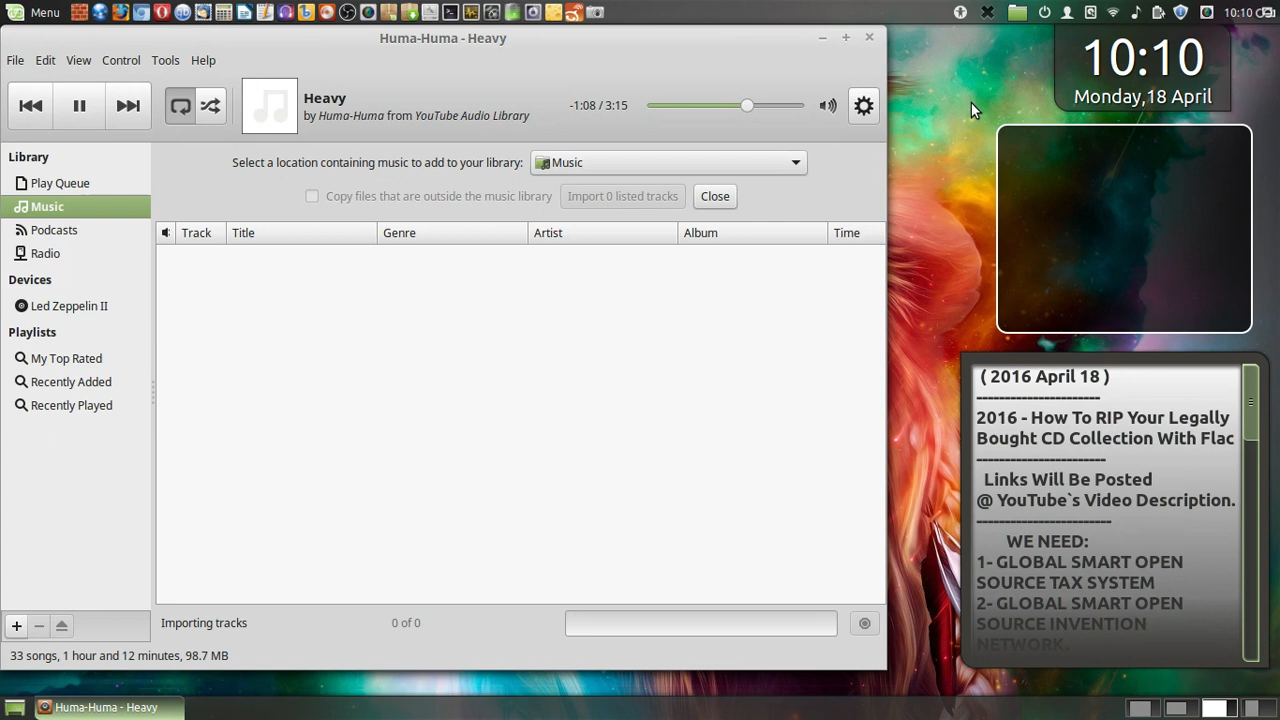 Menu
10:10
Huma-Huma - Heavy
File Edit View Control Tools Help
Heavy
by Huma-Huma from YouTube Audio Library
-1:08 / 3:15
Library
Play Queue
Music
Podcasts
Radio
Devices
Led Zeppelin II
Playlists
My Top Rated
Recently Added
Recently Played
Select a location containing music to add to your library: Music
Copy files that are outside the music library Import 0 listed tracks Close
Track Title Genre Artist Album Time
Importing tracks 0 of 0
33 songs, 1 hour and 12 minutes, 98.7 MB
10:10
Monday,18 April
( 2016 April 18 )
-----------------------
2016 - How To RIP Your Legally
Bought CD Collection With Flac
------------------------
Links Will Be Posted
@ YouTube`s Video Description.
-------------------------
WE NEED:
1- GLOBAL SMART OPEN
SOURCE TAX SYSTEM
2- GLOBAL SMART OPEN
SOURCE INVENTION
NETWORK.
Huma-Huma - Heavy